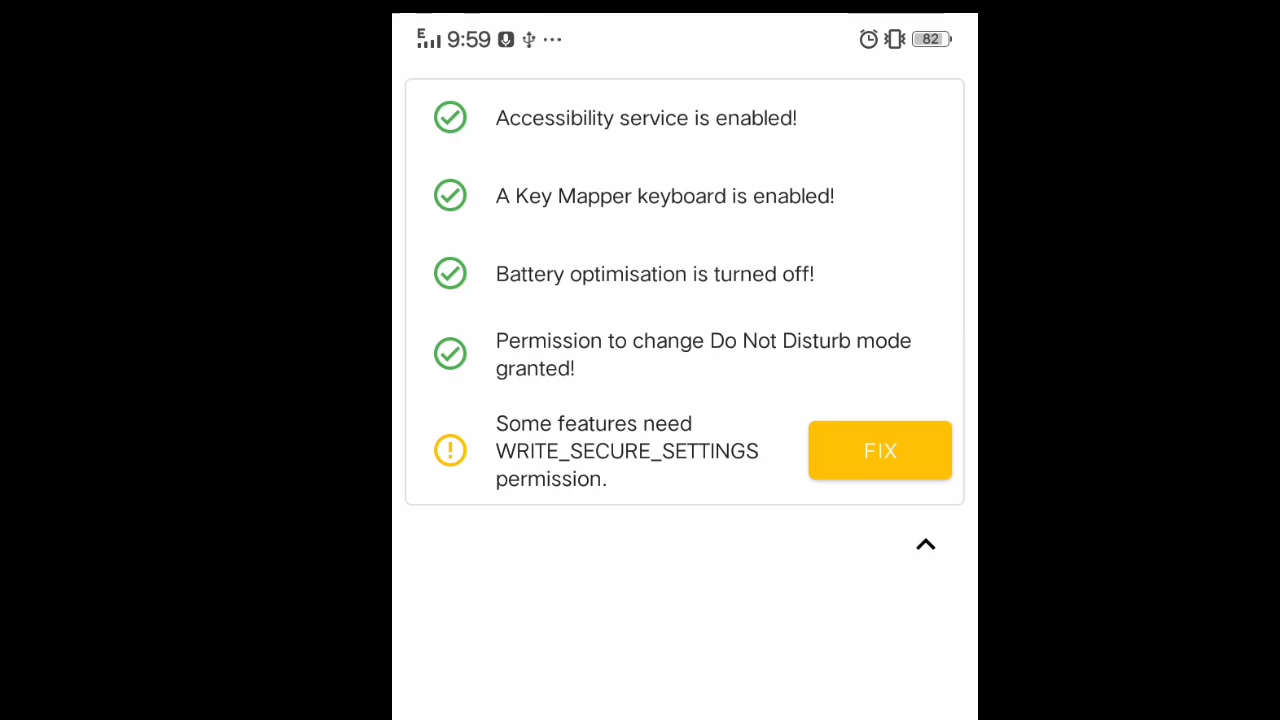 E 9:59 ... 82
Accessibility service is enabled!
A Key Mapper keyboard is enabled!
Battery optimisation is turned off!
Permission to change Do Not Disturb mode
granted!
Some features need
WRITE_SECURE_SETTINGS
permission.
FIX